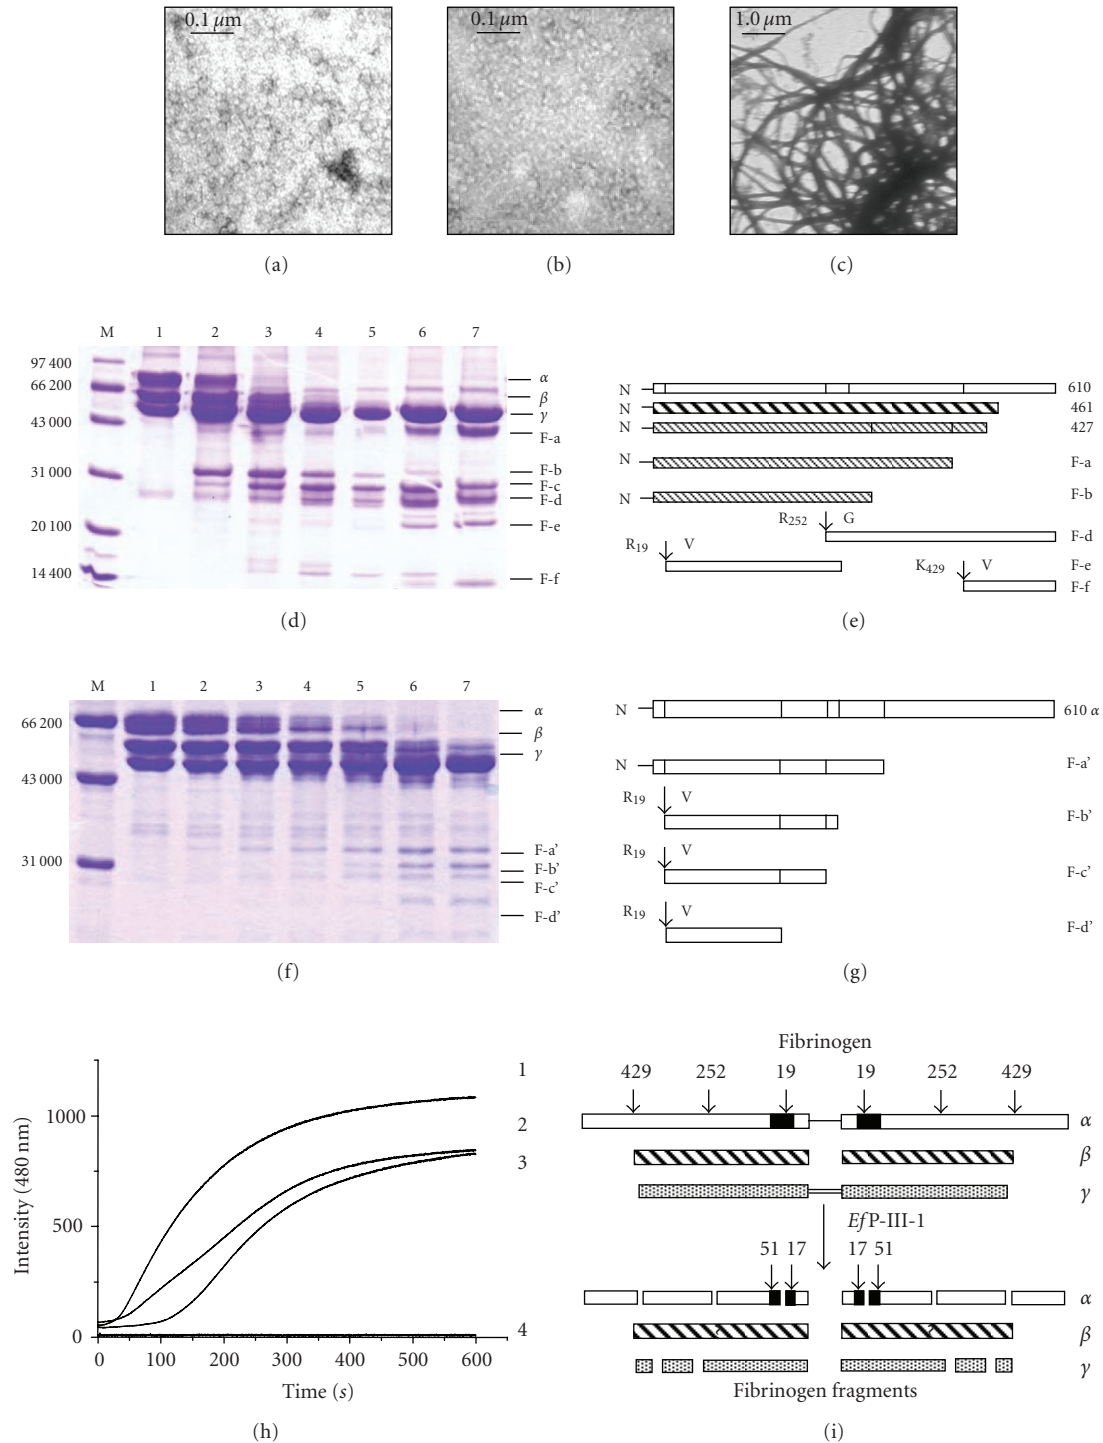 0.1 µm
0.1 µm
1.0 µm
(a)
(b)
(c)
M 1 2 3 4 5 6 7
97 400
66 200
43 000
31 000
20 100
14 400
α
β
γ
F-a
F-b
F-c
F-d
F-e
F-f
(d)
N 610
N 461
N 427
N F-a
N F-b
R252 G F-d
R19 V F-e
K429 V F-f
(e)
M 1 2 3 4 5 6 7
66 200
43 000
31 000
α
β
γ
F-a'
F-b'
F-c'
F-d'
(f)
N 610 α
N F-a'
R19 V F-b'
R19 V F-c'
R19 V F-d'
(g)
Intensity (480 nm)
1000
500
0
0 100 200 300 400 500 600
Time (s)
1
2
3
4
(h)
Fibrinogen
429 252 19 19 252 429
α
β
γ
EfP-III-1
51 17 17 51
α
β
γ
Fibrinogen fragments
(i)